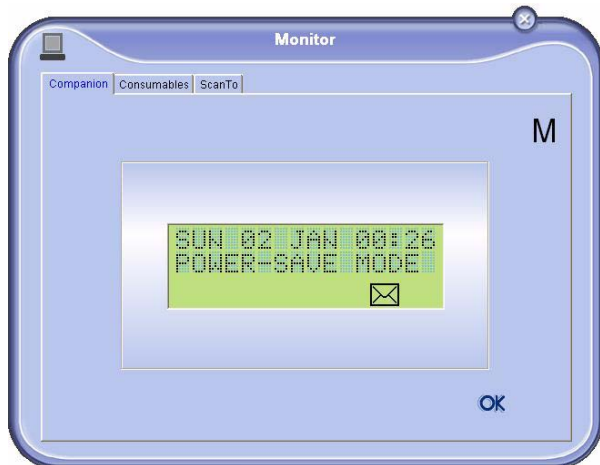 Monitor
Companion Consumables ScanTo
M
SUN 02 JAN 00:26
POWER-SAVE MODE
OK